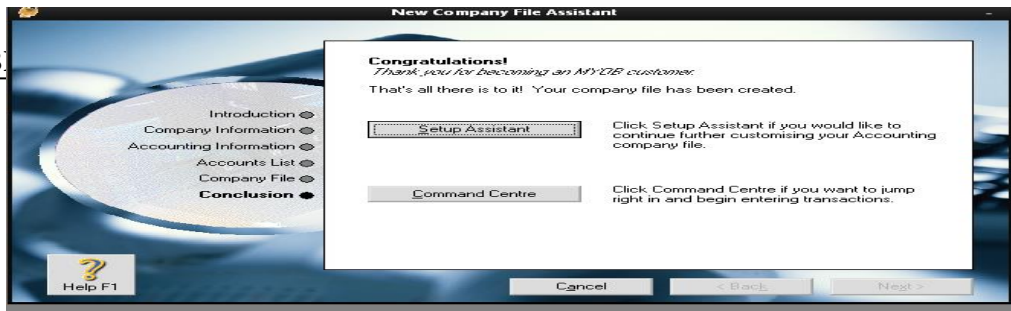 New Company File Assistant
Introduction
Company Information
Accounting Information
Accounts List
Company File
Conclusion
Help F1
Congratulations!
Thank you for becoming an MYOB customer.
That's all there is to it! Your company file has been created.
Setup Assistant
Click Setup Assistant if you would like to
continue further customising your Accounting
company file.
Command Centre
Click Command Centre if you want to jump
right in and begin entering transactions.
Cancel
< Back
Next >